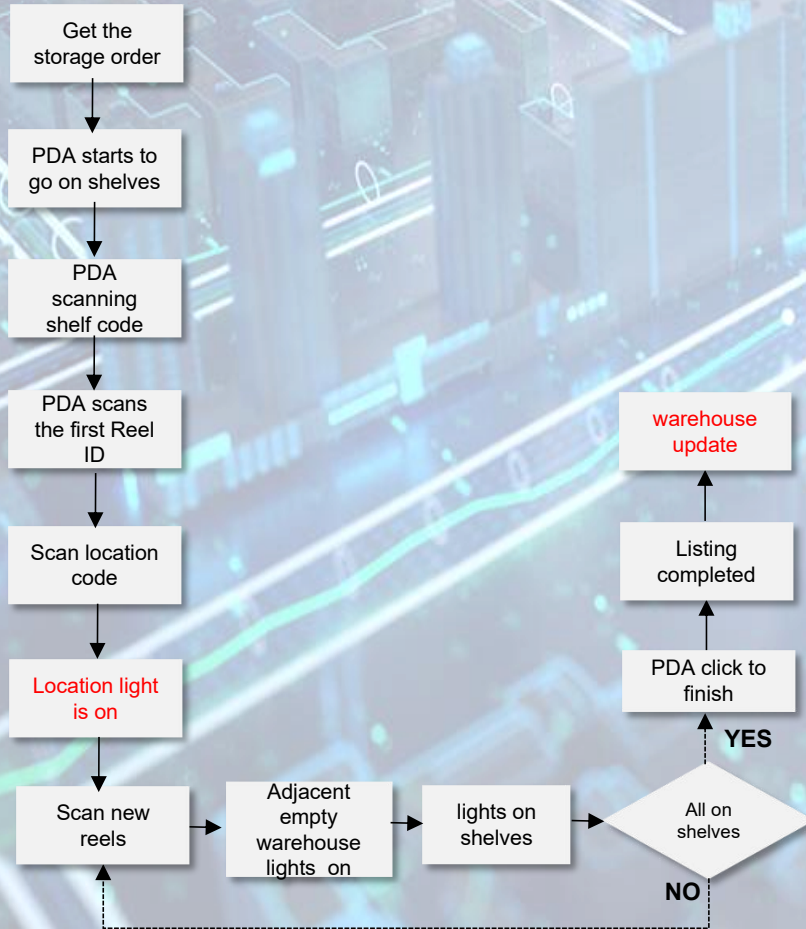 Get the
storage order
PDA starts to
go on shelves
PDA
scanning
shelf code
PDA scans
the first Reel
ID
Scan location
code
Location light
is on
Scan new
reels
Adjacent
empty
warehouse
lights on
lights on
shelves
All on
shelves
NO
YES
PDA click to
finish
Listing
completed
warehouse
update